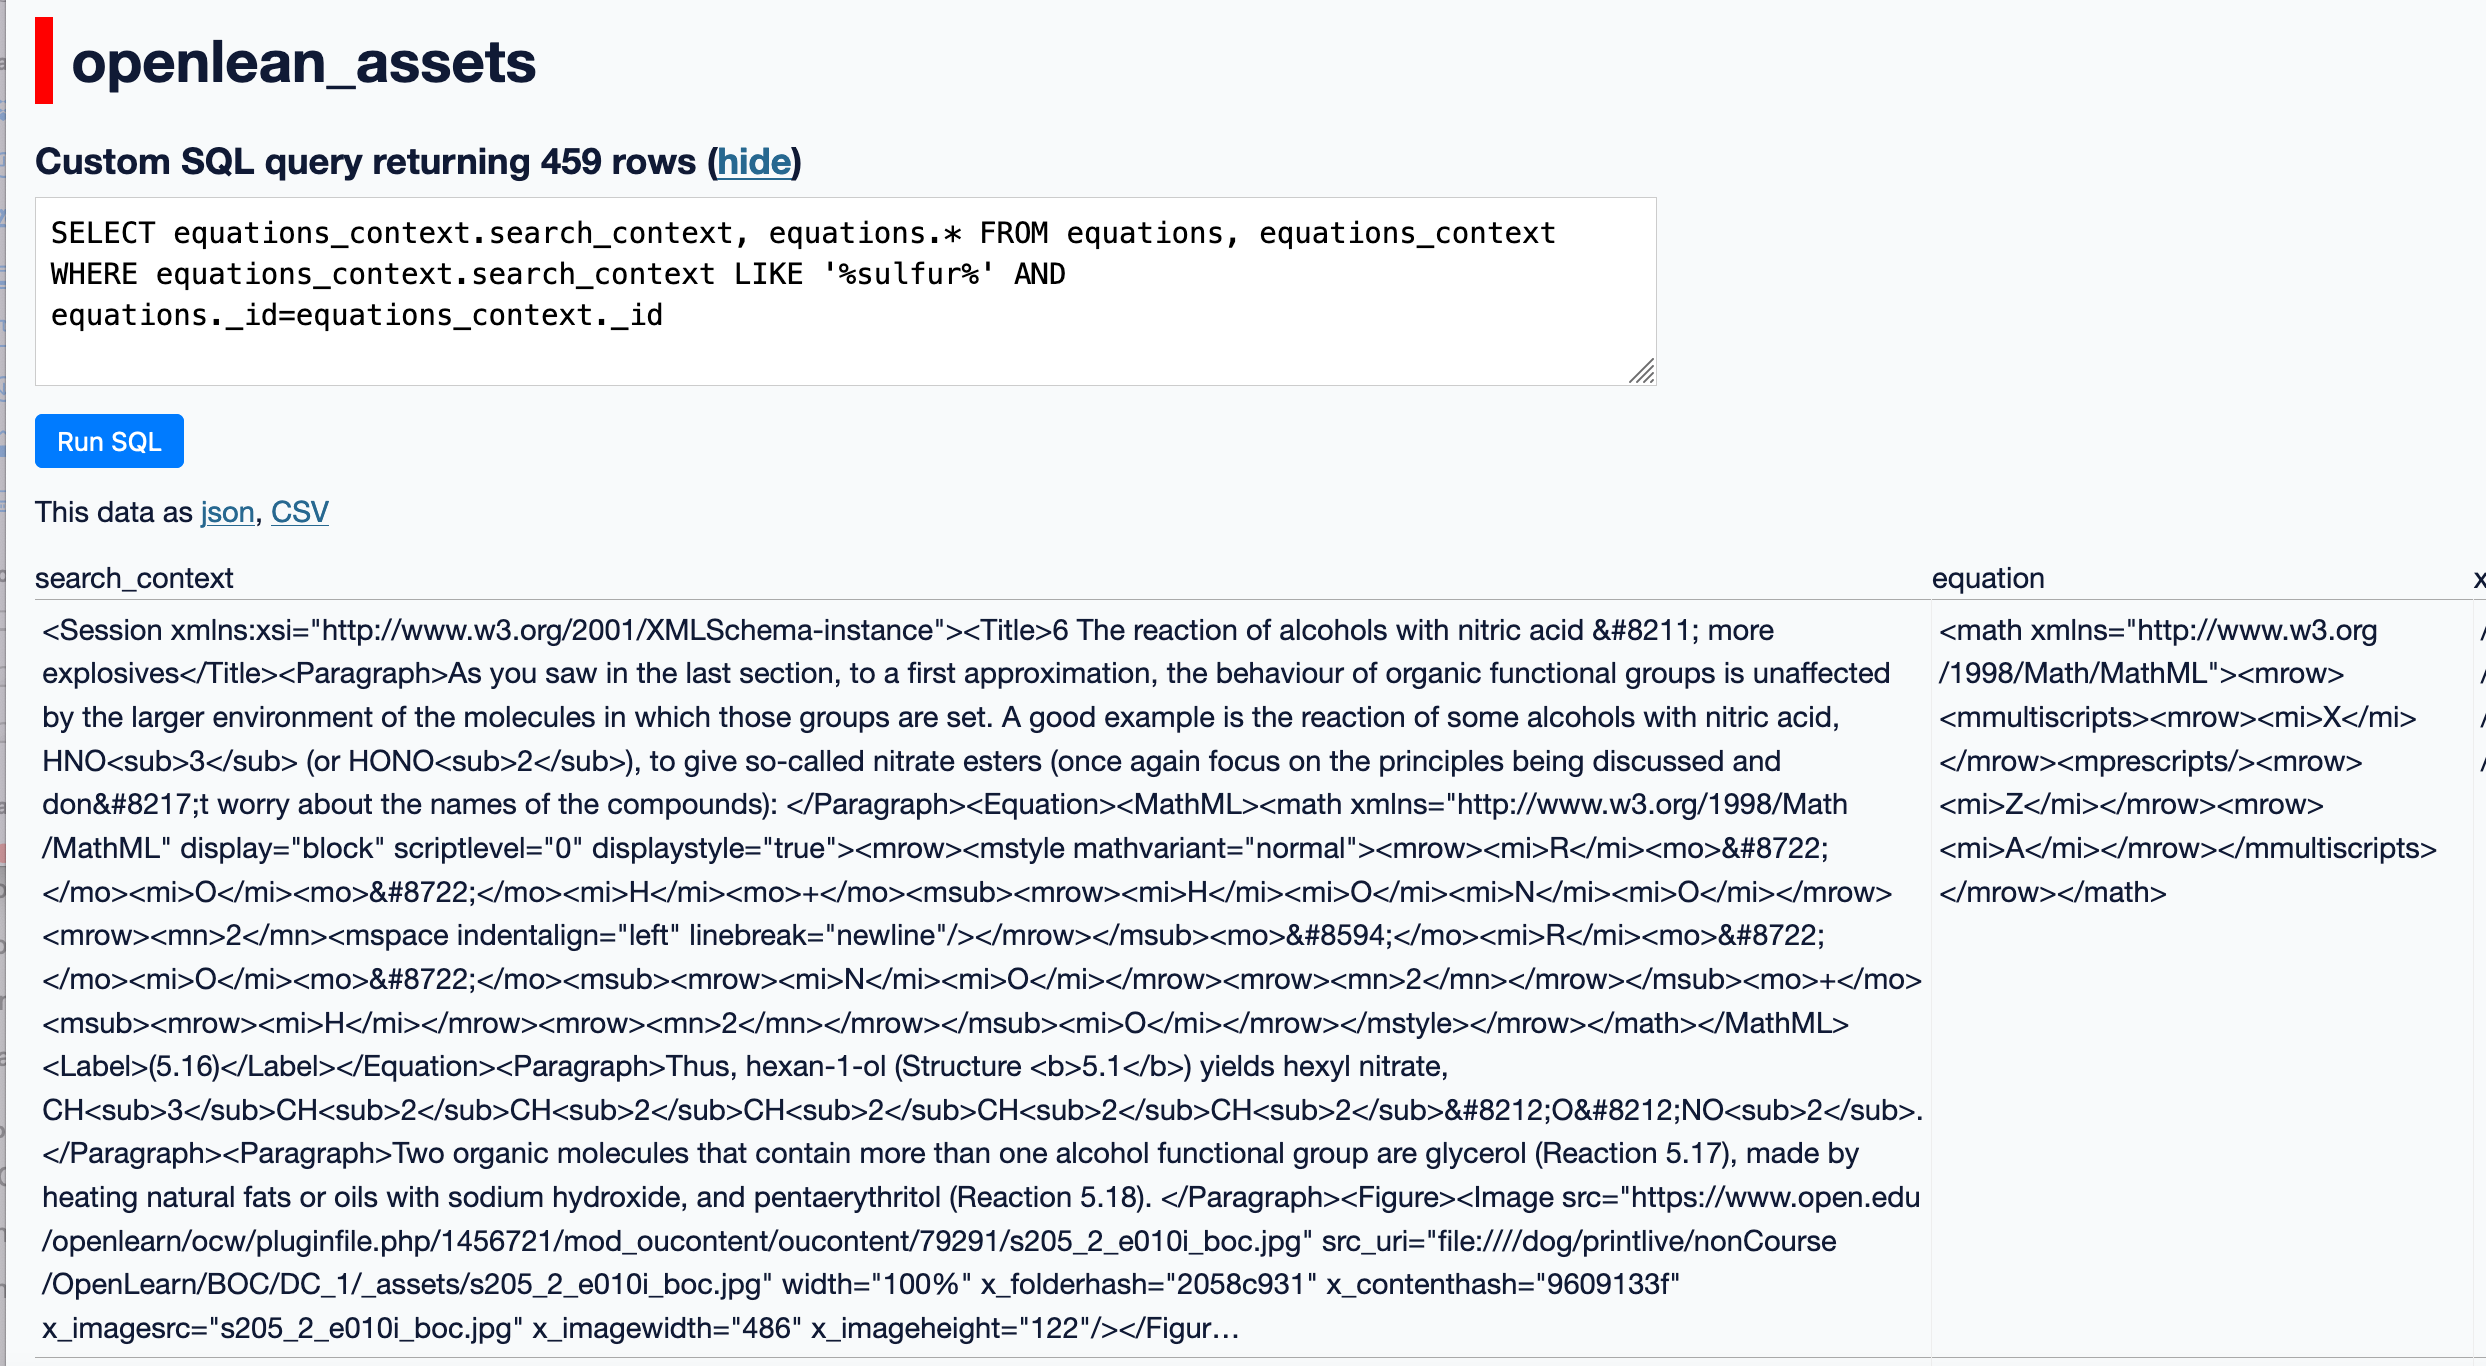 openlean_assets
Custom SQL query returning 459 rows (hide)
SELECT equations_context.search_context, equations.* FROM equations, equations_context
WHERE equations_context.search_context LIKE '%sulfur%' AND
equations._id=equations_context._id
Run SQL
This data as json, CSV
search_context
<Session xmlns:xsi="http://www.w3.org/2001/XMLSchema-instance"><Title>6 The reaction of alcohols with nitric acid &#8211; more
explosives</Title><Paragraph>As you saw in the last section, to a first approximation, the behaviour of organic functional groups is unaffected
by the larger environment of the molecules in which those groups are set. A good example is the reaction of some alcohols with nitric acid,
HNO<sub>3</sub> (or HONO<sub>2</sub>), to give so-called nitrate esters (once again focus on the principles being discussed and
don&#8217;t worry about the names of the compounds): </Paragraph><Equation><MathML><math xmlns="http://www.w3.org/1998/Math
/MathML" display="block" scriptlevel="0" displaystyle="true"><mrow><mstyle mathvariant="normal"><mrow><mi>R</mi><mo>&#8722;
</mo><mi>O</mi><mo>&#8722;</mo><mi>H</mi><mo>+</mo><msub><mrow><mi>H</mi><mi>O</mi><mi>N</mi><mi>O</mi></mrow>
<mrow><mn>2</mn><mspace indentalign="left" linebreak="newline"/></mrow></msub><mo>&#8594;</mo><mi>R</mi><mo>&#8722;
</mo><mi>O</mi><mo>&#8722;</mo><msub><mrow><mi>N</mi><mi>O</mi></mrow><mrow><mn>2</mn></mrow></msub><mo>+</mo>
<msub><mrow><mi>H</mi></mrow><mrow><mn>2</mn></mrow></msub><mi>O</mi></mrow></mstyle></mrow></math></MathML>
<Label>(5.16)</Label></Equation><Paragraph>Thus, hexan-1-ol (Structure <b>5.1</b>) yields hexyl nitrate,
CH<sub>3</sub>CH<sub>2</sub>CH<sub>2</sub>CH<sub>2</sub>CH<sub>2</sub>CH<sub>2</sub>&#8212;O&#8212;NO<sub>2</sub>.
</Paragraph><Paragraph>Two organic molecules that contain more than one alcohol functional group are glycerol (Reaction 5.17), made by
heating natural fats or oils with sodium hydroxide, and pentaerythritol (Reaction 5.18). </Paragraph><Figure><Image src="https://www.open.edu
/openlearn/ocw/pluginfile.php/1456721/mod_oucontent/oucontent/79291/s205_2_e010i_boc.jpg" src_uri="file:////dog/printlive/nonCourse
/OpenLearn/BOC/DC_1/_assets/s205_2_e010i_boc.jpg" width="100%" x_folderhash="2058c931" x_contenthash="9609133f"
x_imagesrc="s205_2_e010i_boc.jpg" x_imagewidth="486" x_imageheight="122"/></Figur…
equation
<math xmlns="http://www.w3.org
/1998/Math/MathML"><mrow>
<mmultiscripts><mrow><mi>X</mi>
</mrow><mprescripts/><mrow>
<mi>Z</mi></mrow><mrow>
<mi>A</mi></mrow></mmultiscripts>
</mrow></math>